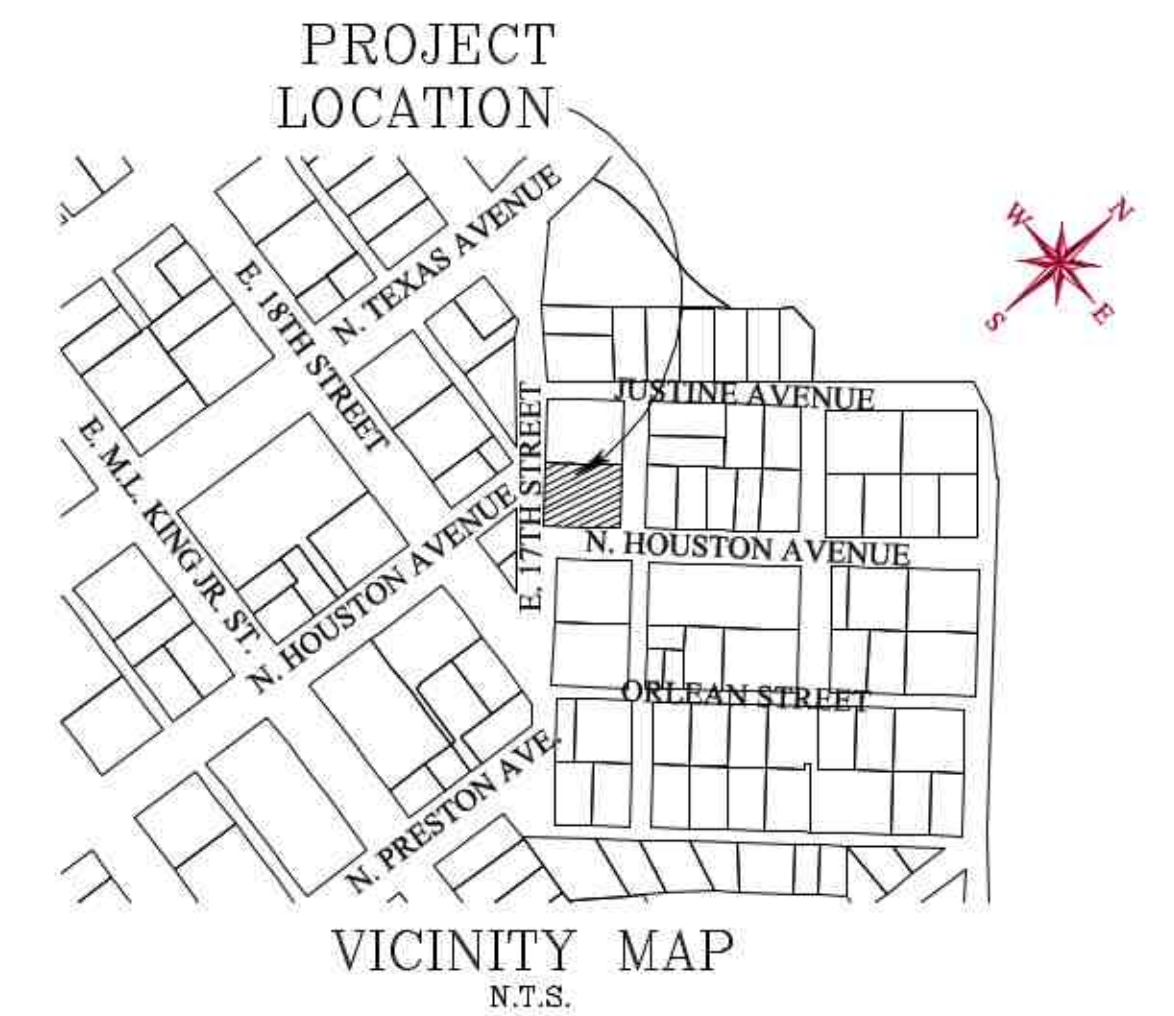 PROJECT
LOCATION
N. TEXAS AVENUE
E. 18TH STREET
W
N
S
E
JUSTINE AVENUE
E. 17TH STREET
E. M.L. KING JR. ST.
N. HOUSTON AVENUE
N. HOUSTON AVENUE
ORLEAN STREET
N. PRESTON AVE.
VICINITY MAP
N.T.S.